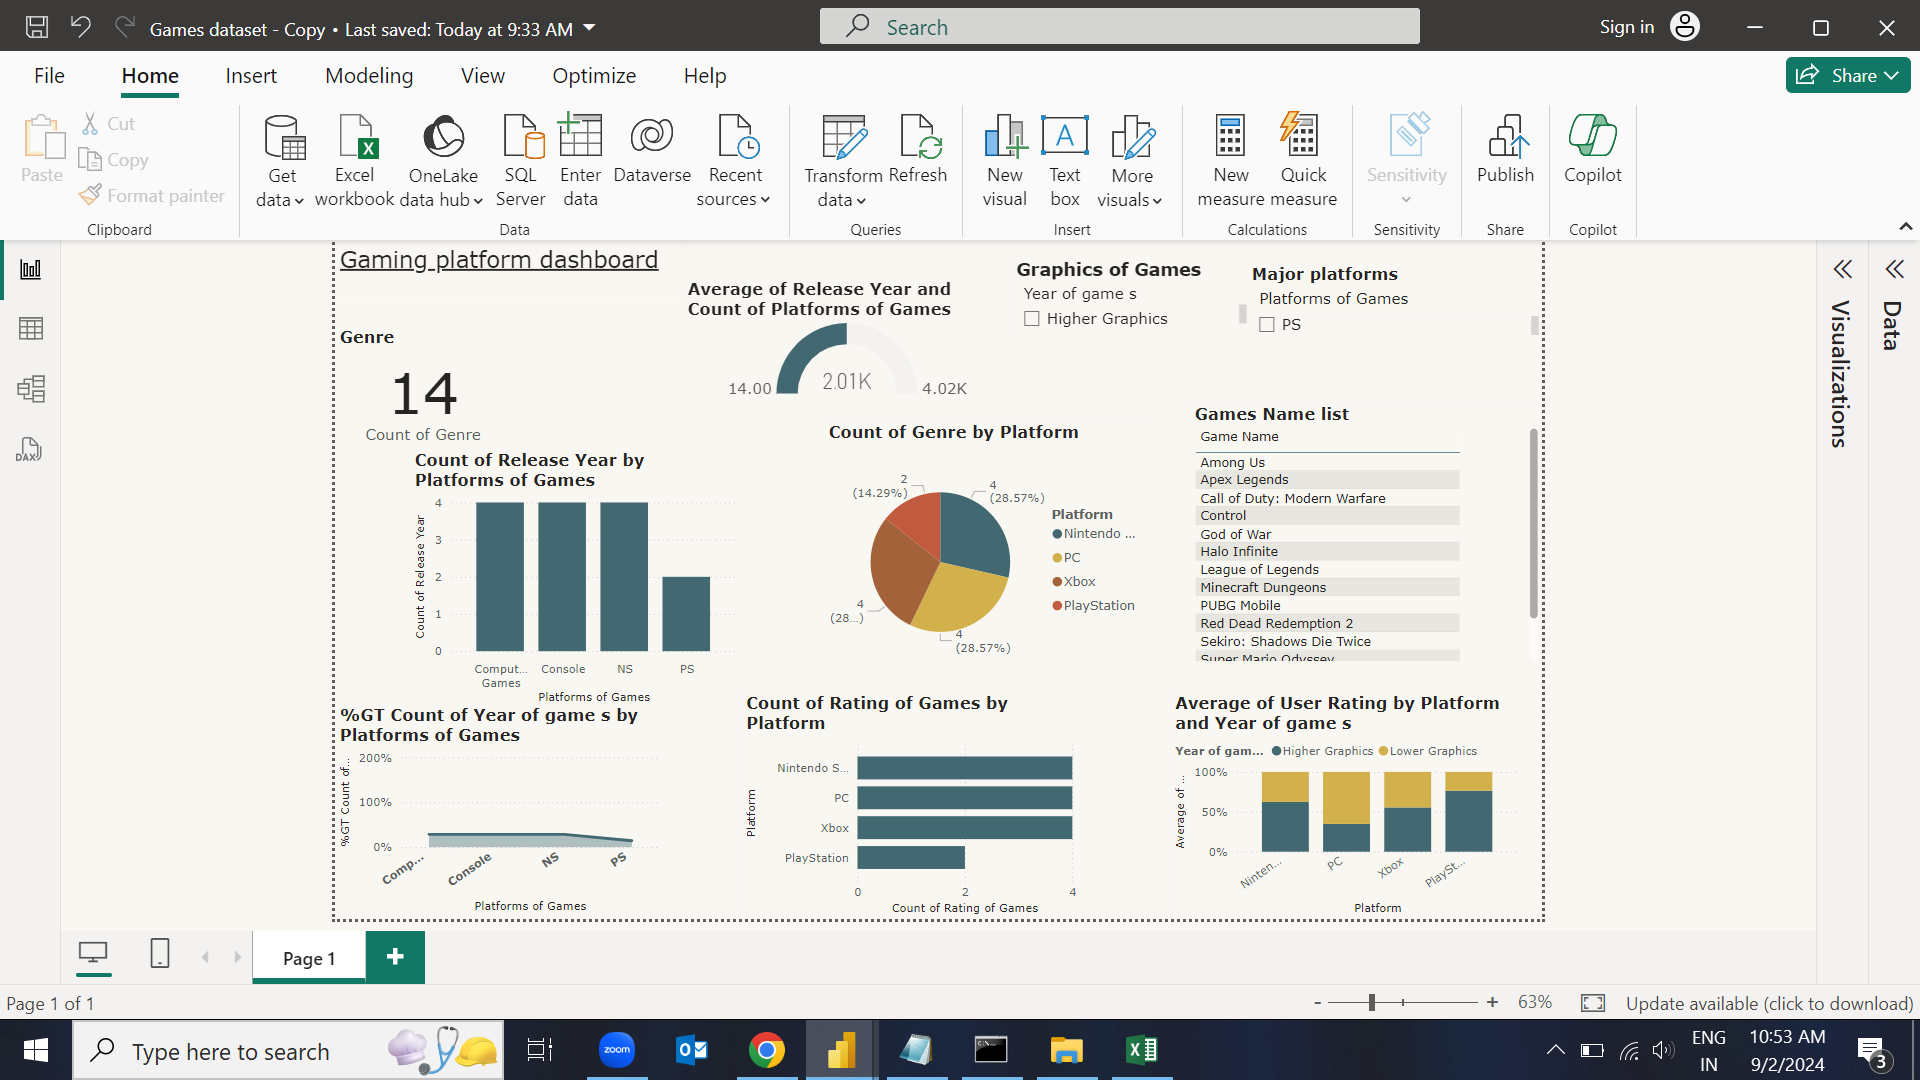 Games dataset - Copy • Last saved: Today at 9:33 AM
Search
Sign in
File
Home
Insert
Modeling
View
Optimize
Help
Share
Paste
Cut
Copy
Format painter
Clipboard
Get data
Excel workbook
OneLake data hub
SQL Server
Enter data
Dataverse
Recent sources
Data
Transform data
Refresh
Queries
New visual
Text box
More visuals
Insert
New measure
Quick measure
Calculations
Sensitivity
Sensitivity
Publish
Share
Copilot
Copilot
DAX
Gaming platform dashboard
Genre
14
Count of Genre
Average of Release Year and
Count of Platforms of Games
14.00
2.01K
4.02K
Graphics of Games
Year of game s
Higher Graphics
Major platforms
Platforms of Games
PS
Visualizations
Data
Count of Release Year by
Platforms of Games
Count of Release Year
4
3
2
1
0
Comput...
Games
Console
NS
PS
Platforms of Games
Count of Genre by Platform
2
(14.29%)
4
(28.57%)
4
(28...)
4
(28.57%)
Platform
Nintendo ...
PC
Xbox
PlayStation
Games Name list
Game Name
Among Us
Apex Legends
Call of Duty: Modern Warfare
Control
God of War
Halo Infinite
League of Legends
Minecraft Dungeons
PUBG Mobile
Red Dead Redemption 2
Sekiro: Shadows Die Twice
Super Mario Odyssey
%GT Count of Year of game s by
Platforms of Games
%GT Count of...
200%
100%
0%
Comp...
Console
NS
PS
Platforms of Games
Count of Rating of Games by
Platform
Platform
Nintendo S...
PC
Xbox
PlayStation
0
2
4
Count of Rating of Games
Average of User Rating by Platform
and Year of game s
Year of gam...
Higher Graphics
Lower Graphics
Average of ...
100%
50%
0%
Ninten...
PC
Xbox
PlaySt...
Platform
Page 1
+
Page 1 of 1
- + 63%
Update available (click to download)
Type here to search
zoom
C:\.
ENG
IN
10:53 AM
9/2/2024
3